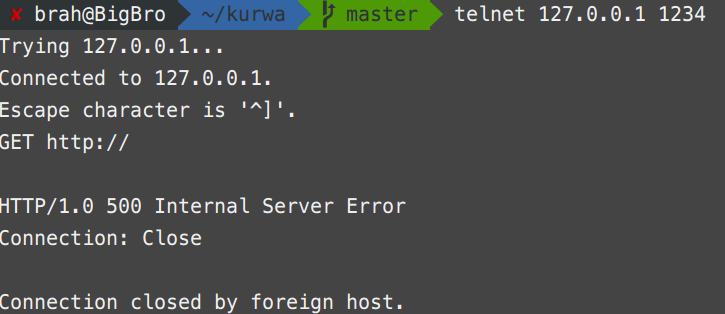 ✘ brah@BigBro ~/kurwa master telnet 127.0.0.1 1234
Trying 127.0.0.1...
Connected to 127.0.0.1.
Escape character is '^]'.
GET http://
HTTP/1.0 500 Internal Server Error
Connection: Close
Connection closed by foreign host.